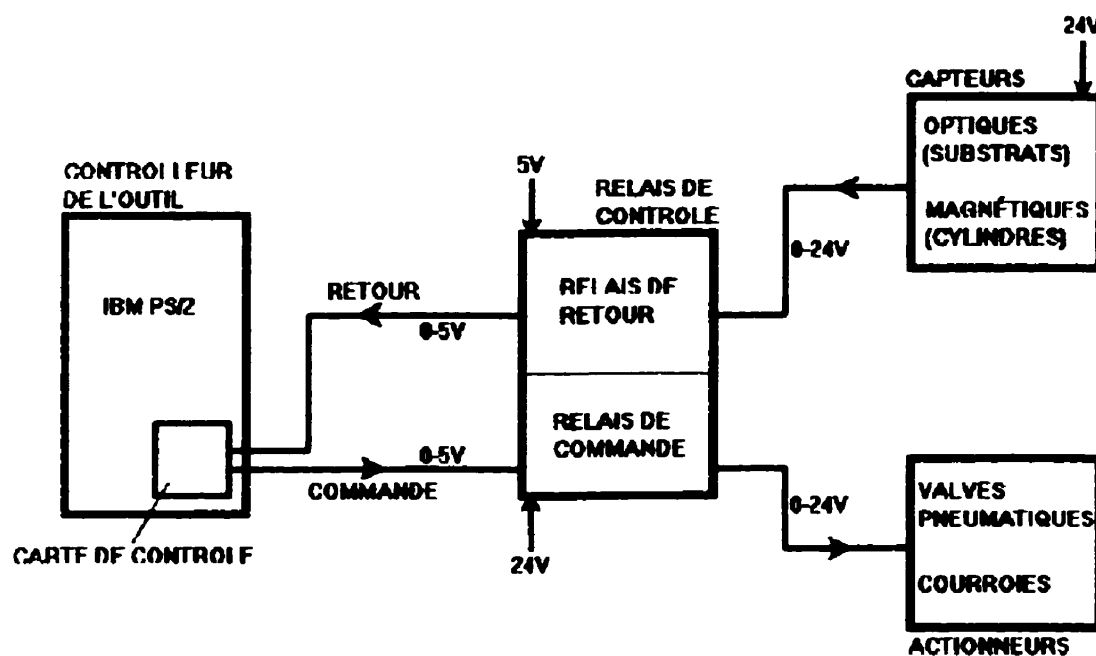 24V
CAPTEURS
OPTIQUES
(SUBSTRATS)
MAGNÉTIQUES
(CYLINDRES)
CONTROLLEUR
DE L'OUTIL
5V
RELAIS DE
CONTROLE
0-24V
IBM PS/2
RETOUR
0-5V
RELAIS DE
RETOUR
RELAIS DE
COMMANDE
0-5V
COMMANDE
0-24V
VALVES
PNEUMATIQUES
COURROIES
CARTE DE CONTROLE
24V
ACTIONNEURS